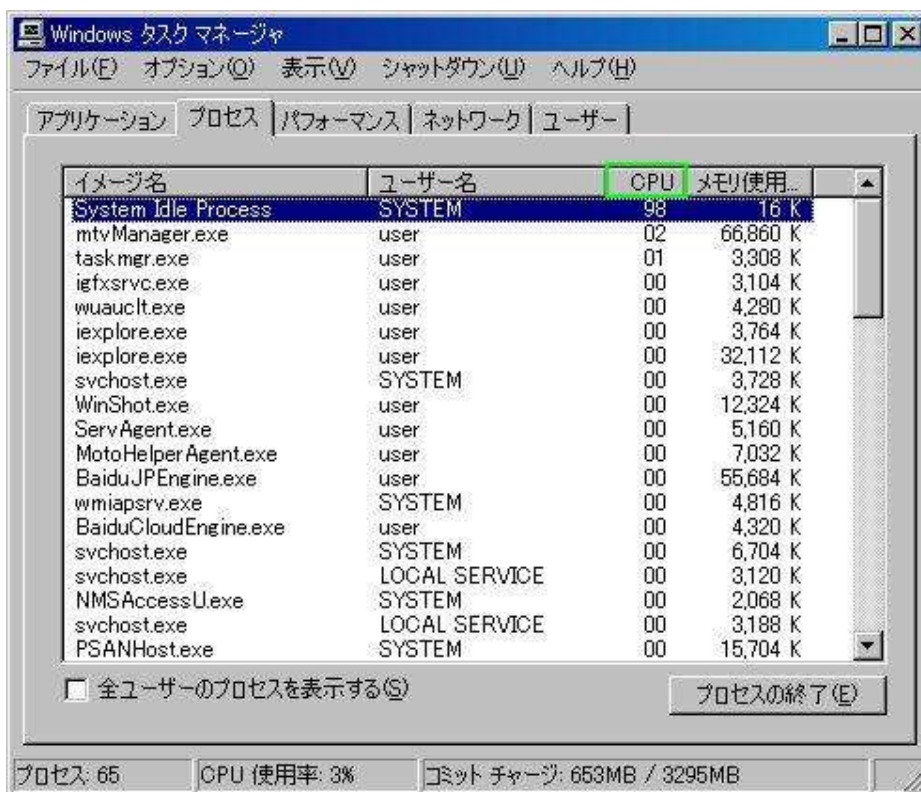 Windows タスク マネージャ
ファイル(F) オプション(O) 表示(V) シャットダウン(U) ヘルプ(H)
アプリケーション プロセス パフォーマンス ネットワーク ユーザー
イメージ名 ユーザー名 CPU メモリ使用...
System Idle Process SYSTEM 98 16 K
mtvManager.exe user 02 66,860 K
taskmgr.exe user 01 3,308 K
igfxsrvc.exe user 00 3,104 K
wuauclt.exe user 00 4,280 K
iexplore.exe user 00 3,764 K
iexplore.exe user 00 32,112 K
svchost.exe SYSTEM 00 3,728 K
WinShot.exe user 00 12,324 K
ServAgent.exe user 00 5,160 K
MotoHelperAgent.exe user 00 7,032 K
BaiduJPEngine.exe user 00 55,684 K
wmiapsrv.exe SYSTEM 00 4,816 K
BaiduCloudEngine.exe user 00 4,320 K
svchost.exe SYSTEM 00 6,704 K
svchost.exe LOCAL SERVICE 00 3,120 K
NMSAccessU.exe SYSTEM 00 2,068 K
svchost.exe LOCAL SERVICE 00 3,188 K
PSANHost.exe SYSTEM 00 15,704 K
全ユーザーのプロセスを表示する(S) プロセスの終了(E)
プロセス: 65 CPU 使用率: 3% コミット チャージ: 653MB / 3295MB